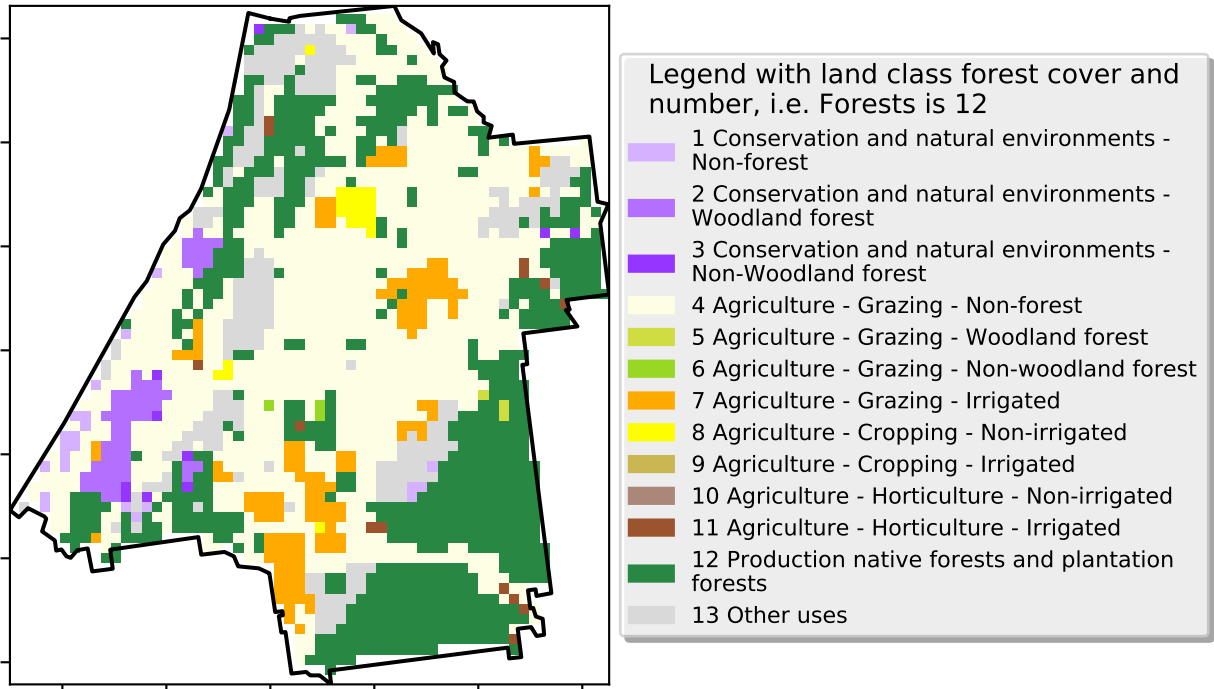 Legend with land class forest cover and
number, i.e. Forests is 12
1 Conservation and natural environments -
Non-forest
2 Conservation and natural environments -
Woodland forest
3 Conservation and natural environments -
Non-Woodland forest
4 Agriculture - Grazing - Non-forest
5 Agriculture - Grazing - Woodland forest
6 Agriculture - Grazing - Non-woodland forest
7 Agriculture - Grazing - Irrigated
8 Agriculture - Cropping - Non-irrigated
9 Agriculture - Cropping - Irrigated
10 Agriculture - Horticulture - Non-irrigated
11 Agriculture - Horticulture - Irrigated
12 Production native forests and plantation
forests
13 Other uses